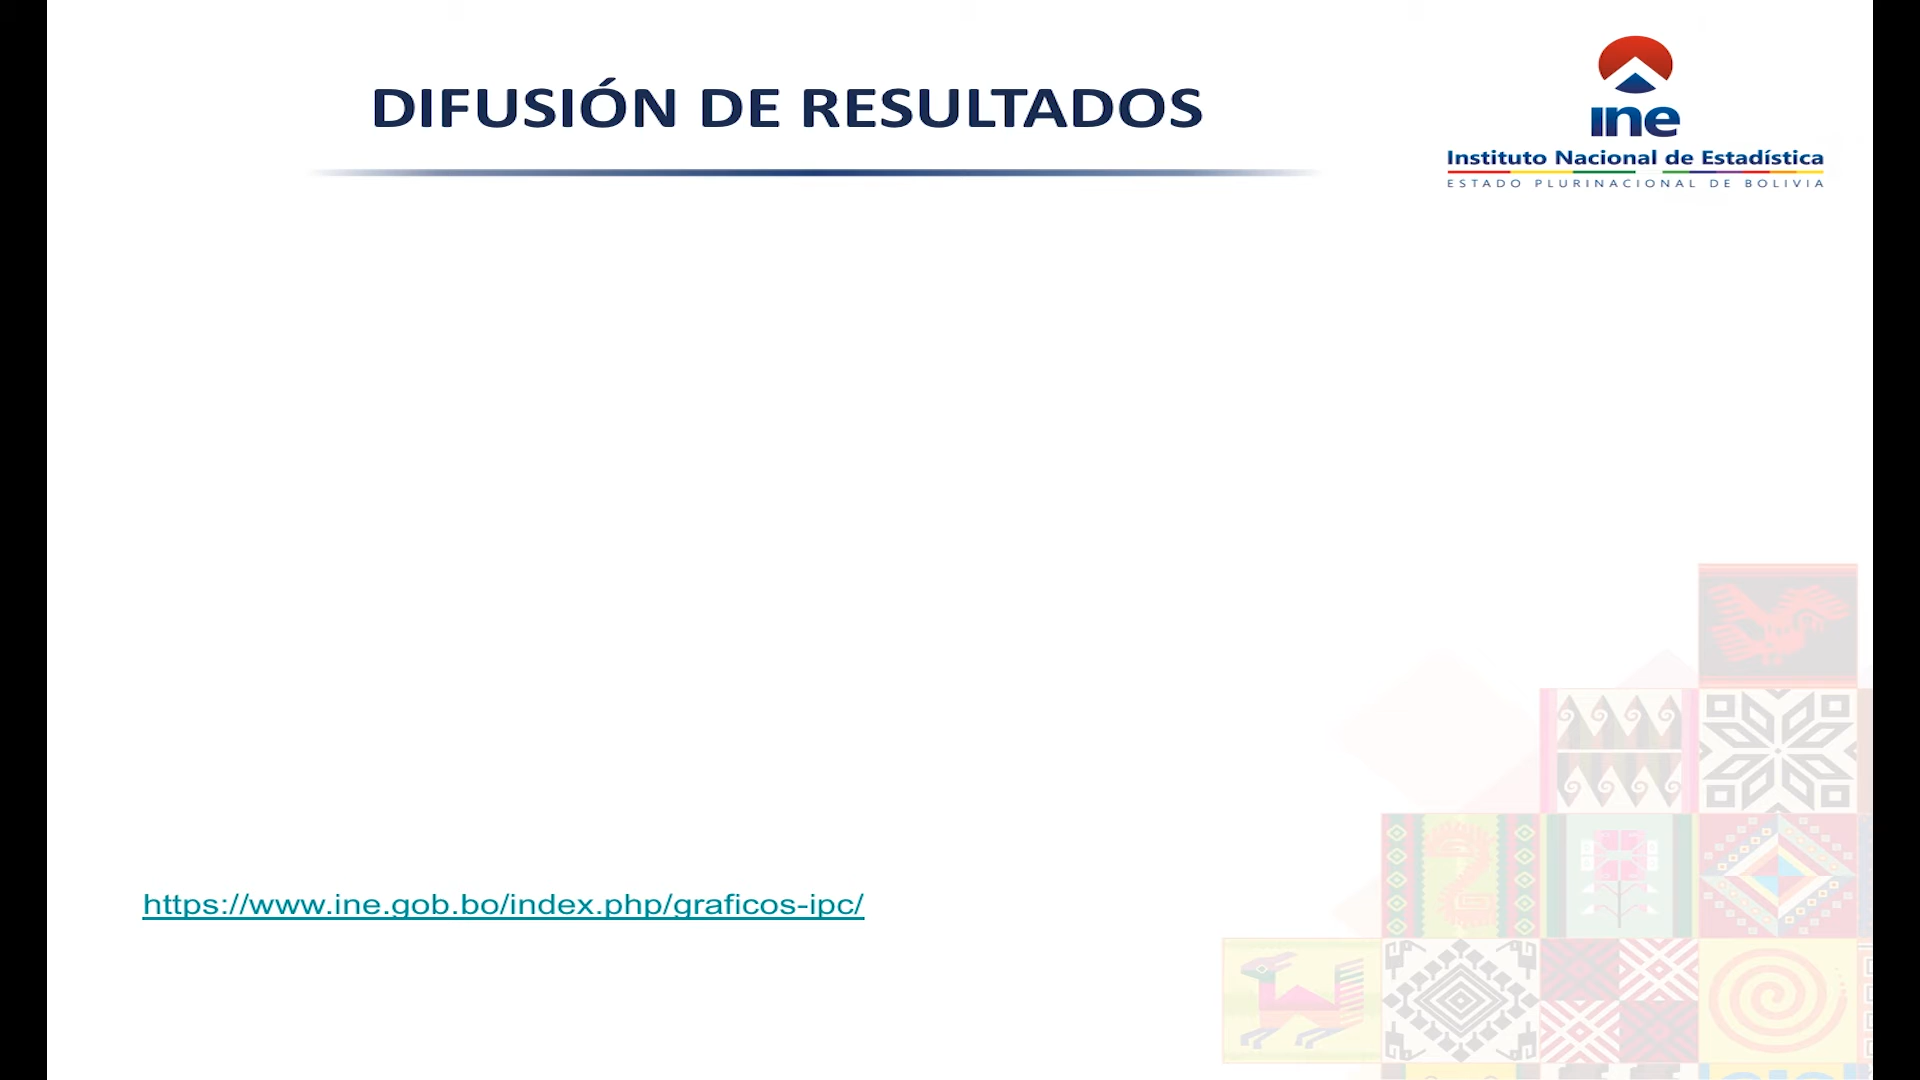 DIFUSIÓN DE RESULTADOS
ine
Instituto Nacional de Estadística
ESTADO PLURINACIONAL DE BOLIVIA
https://www.ine.gob.bo/index.php/graficos-ipc/